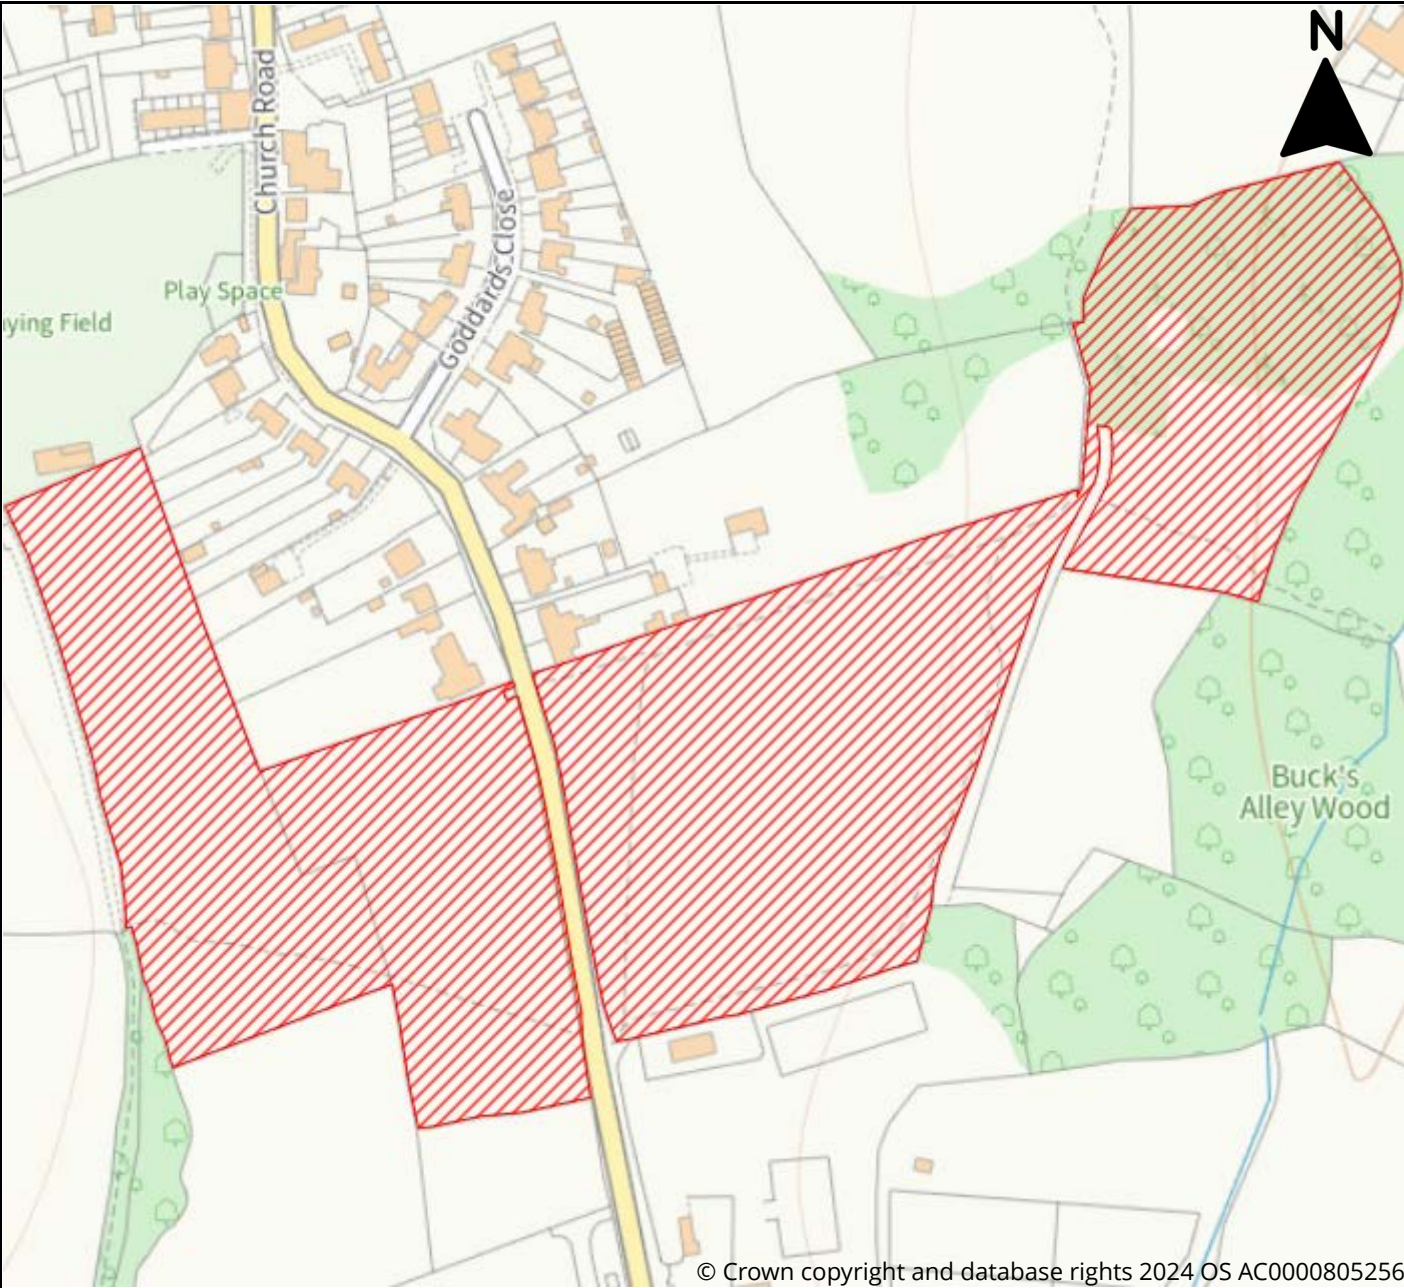 N
Church Road
Goddards Close
Play Space
ying Field
Buck's
Alley Wood
© Crown copyright and database rights 2024 OS AC0000805256